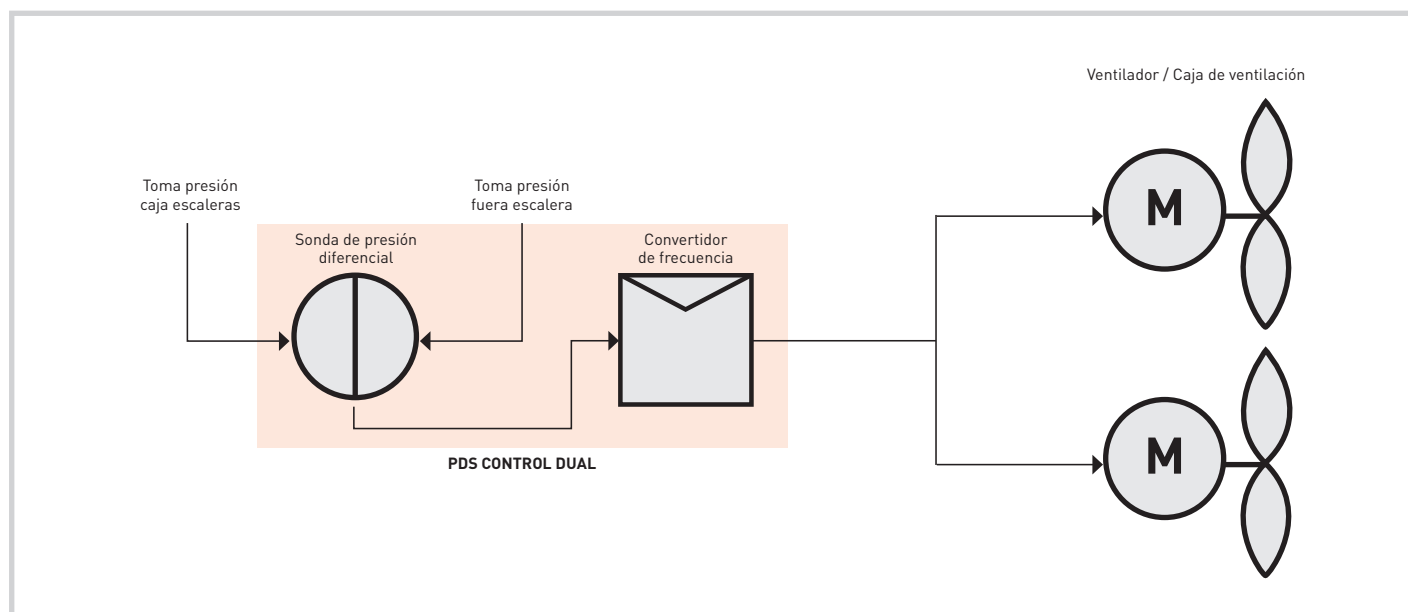 Ventilador / Caja de ventilación
Toma presión
caja escaleras
Toma presión
fuera escalera
Sonda de presión
diferencial
Convertidor
de frecuencia
M
M
PDS CONTROL DUAL